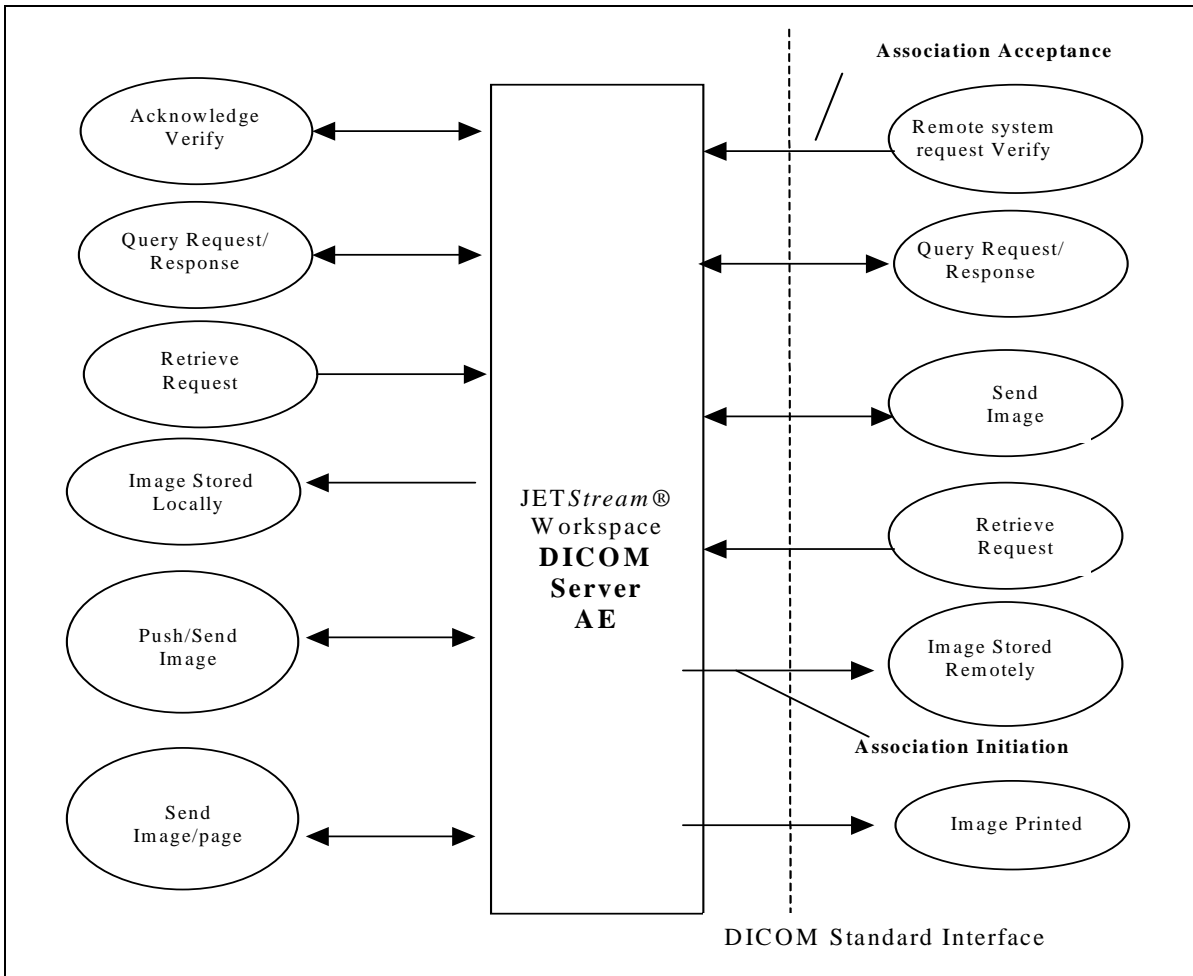 Association Acceptance
Acknowledge
Verify
Remote system
request Verify
Query Request/
Response
Query Request/
Response
Retrieve
Request
Send
Image
Image Stored
Locally
JETStream®
Workspace
DICOM
Server
AE
Retrieve
Request
Push/Send
Image
Image Stored
Remotely
Association Initiation
Send
Image/page
Image Printed
DICOM Standard Interface